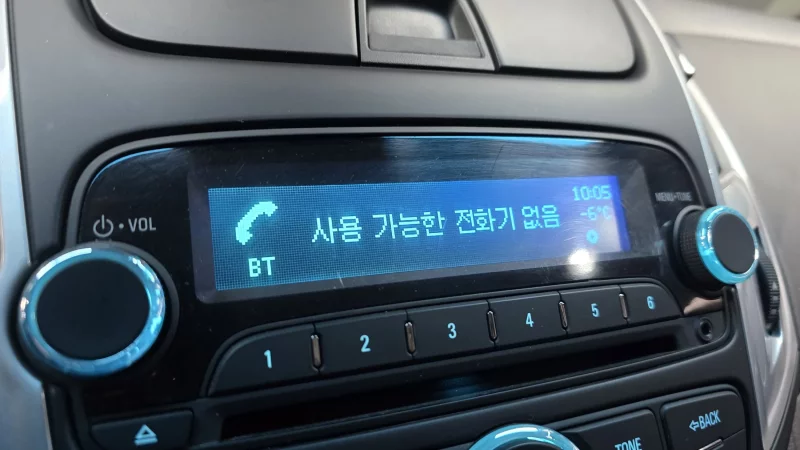 10:05
사용 가능한 전화기 없음
-6°C
BT
VOL
MENU-TUNE
1 2 3 4 5 6
TONE
BACK